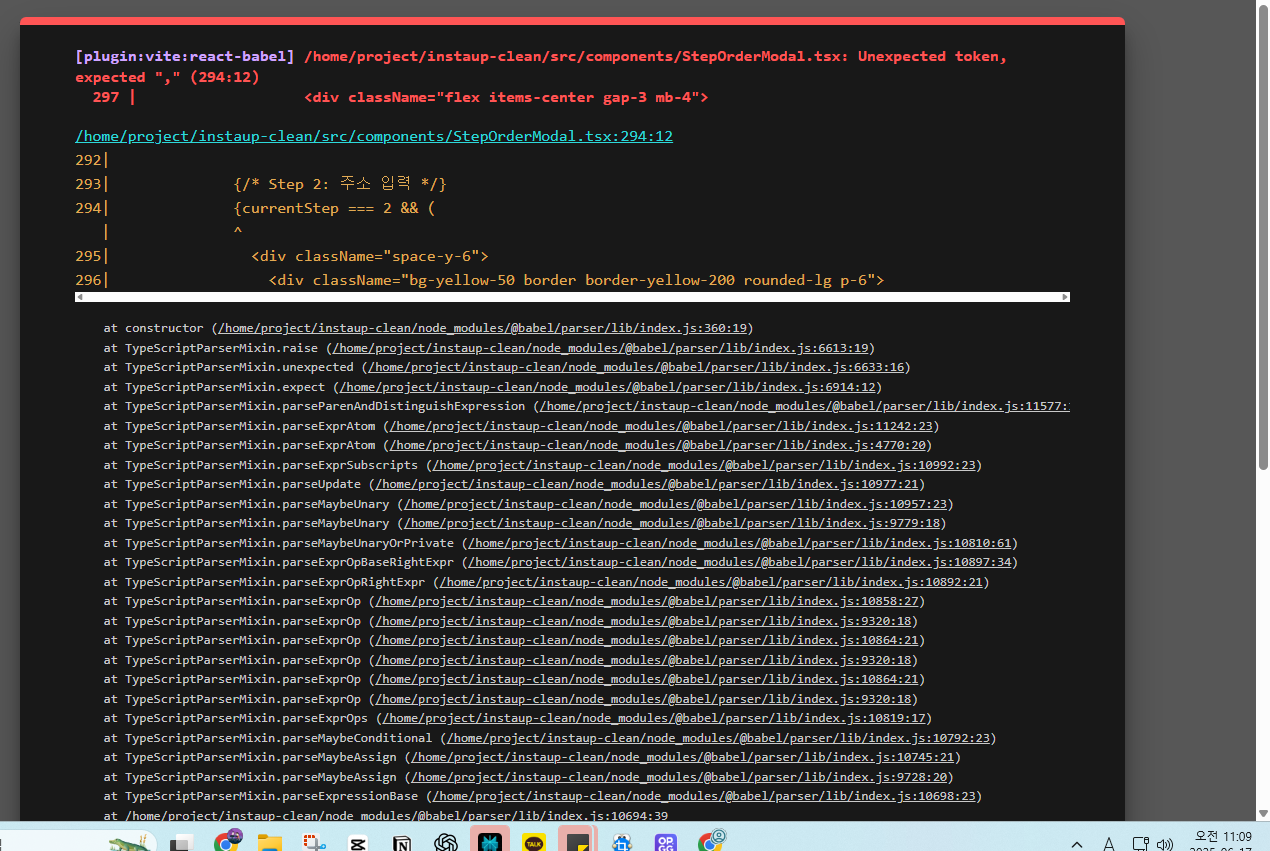 [plugin:vite:react-babel] /home/project/instaup-clean/src/components/StepOrderModal.tsx: Unexpected token,
expected "," (294:12)
297 | <div className="flex items-center gap-3 mb-4">
/home/project/instaup-clean/src/components/StepOrderModal.tsx:294:12
292|
293| {/* Step 2: 주소 입력 */}
294| {currentStep === 2 && (
| ^
295| <div className="space-y-6">
296| <div className="bg-yellow-50 border border-yellow-200 rounded-lg p-6">
at constructor (/home/project/instaup-clean/node_modules/@babel/parser/lib/index.js:360:19)
at TypeScriptParserMixin.raise (/home/project/instaup-clean/node_modules/@babel/parser/lib/index.js:6613:19)
at TypeScriptParserMixin.unexpected (/home/project/instaup-clean/node_modules/@babel/parser/lib/index.js:6633:16)
at TypeScriptParserMixin.expect (/home/project/instaup-clean/node_modules/@babel/parser/lib/index.js:6914:12)
at TypeScriptParserMixin.parseParenAndDistinguishExpression (/home/project/instaup-clean/node_modules/@babel/parser/lib/index.js:11577:
at TypeScriptParserMixin.parseExprAtom (/home/project/instaup-clean/node_modules/@babel/parser/lib/index.js:11242:23)
at TypeScriptParserMixin.parseExprAtom (/home/project/instaup-clean/node_modules/@babel/parser/lib/index.js:4770:20)
at TypeScriptParserMixin.parseExprSubscripts (/home/project/instaup-clean/node_modules/@babel/parser/lib/index.js:10992:23)
at TypeScriptParserMixin.parseUpdate (/home/project/instaup-clean/node_modules/@babel/parser/lib/index.js:10977:21)
at TypeScriptParserMixin.parseMaybeUnary (/home/project/instaup-clean/node_modules/@babel/parser/lib/index.js:10957:23)
at TypeScriptParserMixin.parseMaybeUnary (/home/project/instaup-clean/node_modules/@babel/parser/lib/index.js:9779:18)
at TypeScriptParserMixin.parseMaybeUnaryOrPrivate (/home/project/instaup-clean/node_modules/@babel/parser/lib/index.js:10810:61)
at TypeScriptParserMixin.parseExprOpBaseRightExpr (/home/project/instaup-clean/node_modules/@babel/parser/lib/index.js:10897:34)
at TypeScriptParserMixin.parseExprOpRightExpr (/home/project/instaup-clean/node_modules/@babel/parser/lib/index.js:10892:21)
at TypeScriptParserMixin.parseExprOp (/home/project/instaup-clean/node_modules/@babel/parser/lib/index.js:10858:27)
at TypeScriptParserMixin.parseExprOp (/home/project/instaup-clean/node_modules/@babel/parser/lib/index.js:9320:18)
at TypeScriptParserMixin.parseExprOp (/home/project/instaup-clean/node_modules/@babel/parser/lib/index.js:10864:21)
at TypeScriptParserMixin.parseExprOp (/home/project/instaup-clean/node_modules/@babel/parser/lib/index.js:9320:18)
at TypeScriptParserMixin.parseExprOp (/home/project/instaup-clean/node_modules/@babel/parser/lib/index.js:10864:21)
at TypeScriptParserMixin.parseExprOp (/home/project/instaup-clean/node_modules/@babel/parser/lib/index.js:9320:18)
at TypeScriptParserMixin.parseExprOps (/home/project/instaup-clean/node_modules/@babel/parser/lib/index.js:10819:17)
at TypeScriptParserMixin.parseMaybeConditional (/home/project/instaup-clean/node_modules/@babel/parser/lib/index.js:10792:23)
at TypeScriptParserMixin.parseMaybeAssign (/home/project/instaup-clean/node_modules/@babel/parser/lib/index.js:10745:21)
at TypeScriptParserMixin.parseMaybeAssign (/home/project/instaup-clean/node_modules/@babel/parser/lib/index.js:9728:20)
at TypeScriptParserMixin.parseExpressionBase (/home/project/instaup-clean/node_modules/@babel/parser/lib/index.js:10698:23)
at /home/project/instaup-clean/node_modules/@babel/parser/lib/index.js:10694:39
TALK
OP
GG
A
오전 11:09
2025-06-17